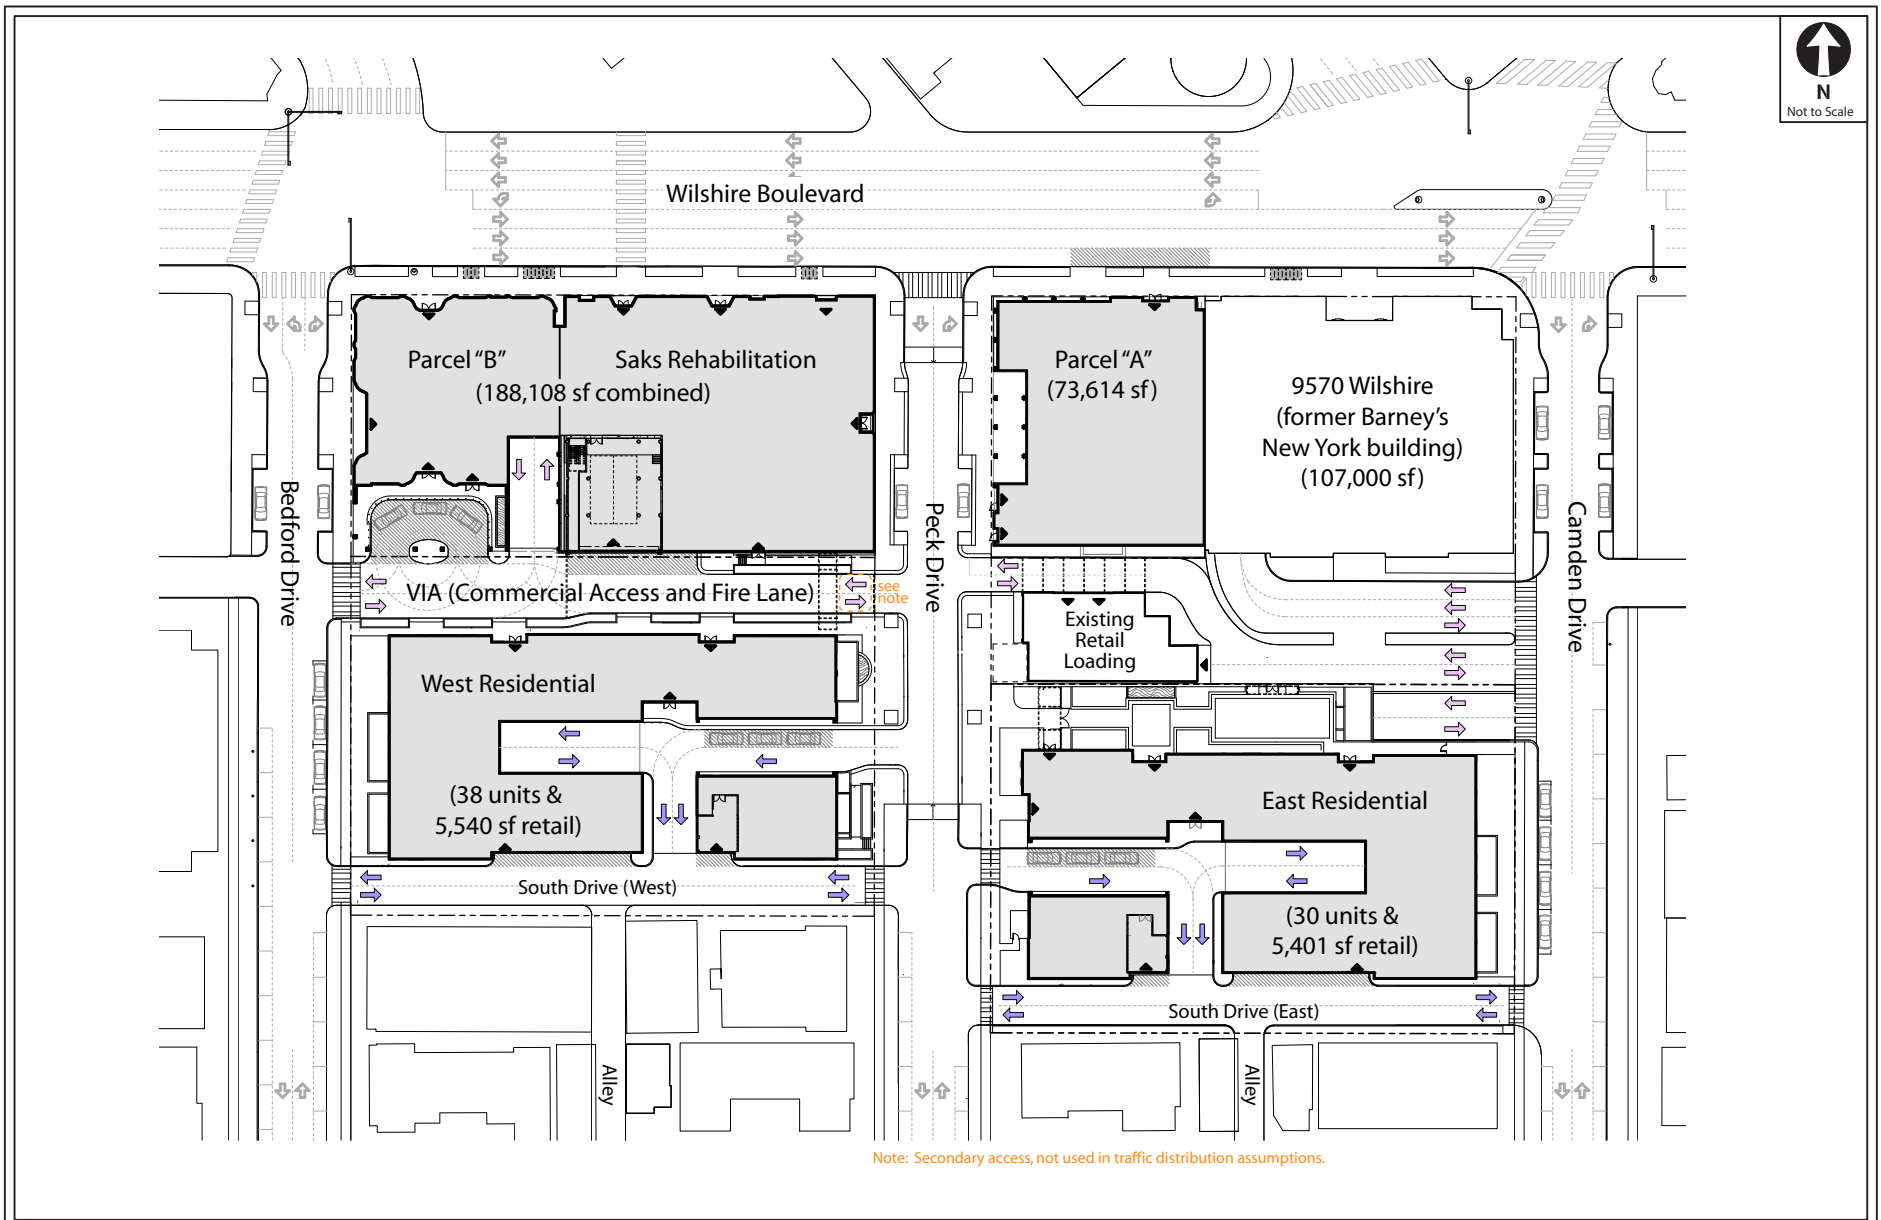 N
Not to Scale
Wilshire Boulevard
Parcel “B”
Saks Rehabilitation
(188,108 sf combined)
Parcel “A”
(73,614 sf)
9570 Wilshire
(former Barney’s
New York building)
(107,000 sf)
Bedford Drive
Peck Drive
Camden Drive
VIA (Commercial Access and Fire Lane)
see
note
Existing
Retail
Loading
West Residential
(38 units &
5,540 sf retail)
East Residential
(30 units &
5,401 sf retail)
South Drive (West)
South Drive (East)
Alley
Alley
Note: Secondary access, not used in traffic distribution assumptions.